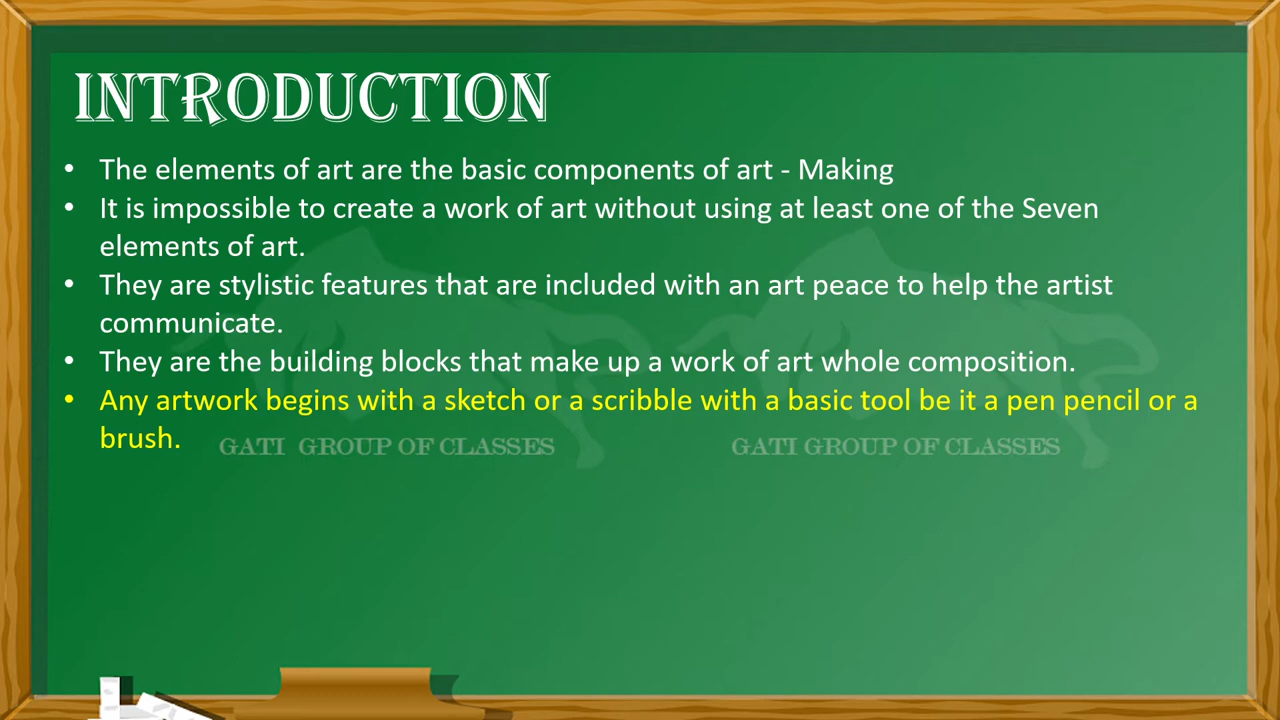 INTRODUCTION
• The elements of art are the basic components of art - Making
• It is impossible to create a work of art without using at least one of the Seven
elements of art.
• They are stylistic features that are included with an art peace to help the artist
communicate.
• They are the building blocks that make up a work of art whole composition.
• Any artwork begins with a sketch or a scribble with a basic tool be it a pen pencil or a
brush.
GATI GROUP OF CLASSES GATI GROUP OF CLASSES